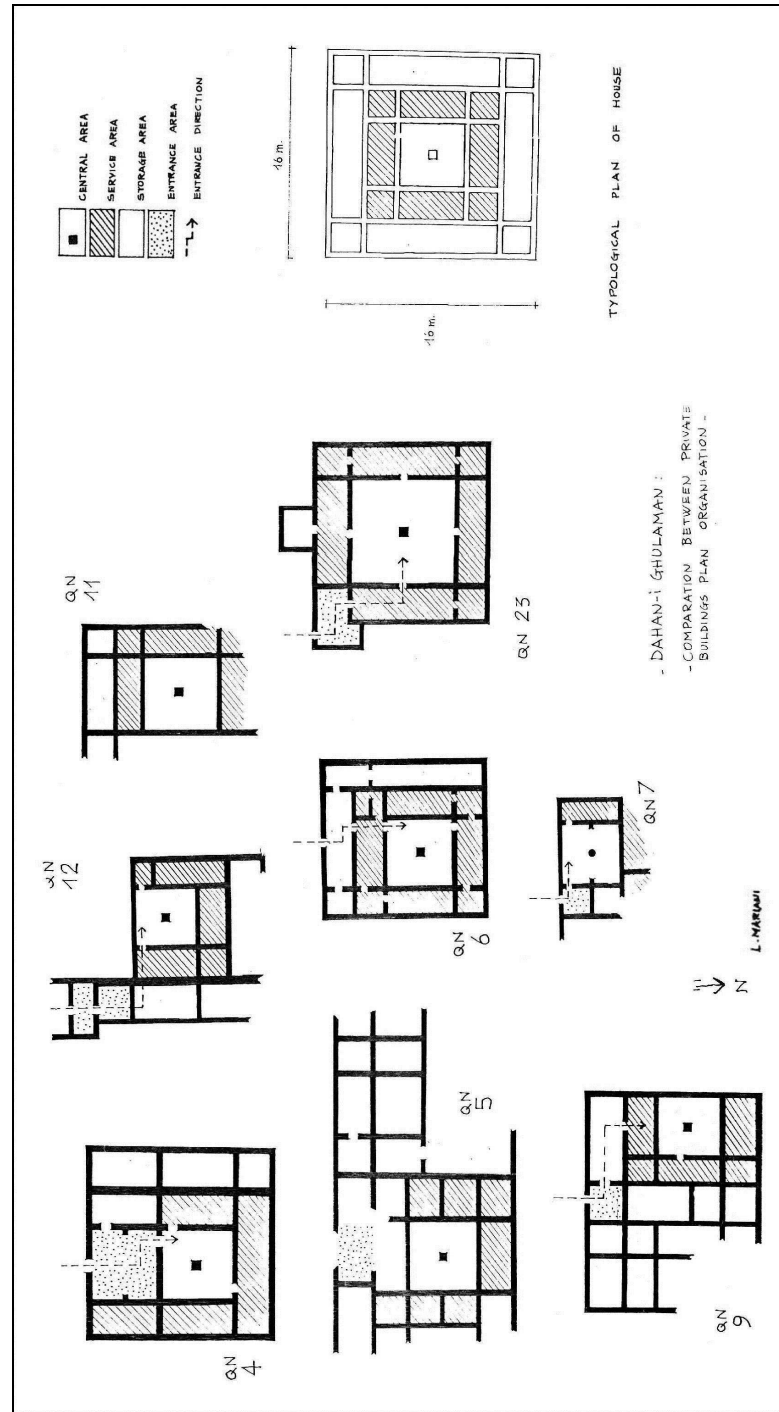 CENTRAL AREA
SERVICE AREA
STORAGE AREA
ENTRANCE AREA
ENTRANCE DIRECTION
16 m.
16 m.
TYPOLOGICAL PLAN OF HOUSE
QN 11
QN 23
QN 12
QN 6
QN 7
QN 4
QN 5
QN 9
- DAHAN-i GHULAMAN :
- COMPARATION BETWEEN PRIVATE
BUILDINGS PLAN ORGANISATION -
N
L. MARIANI